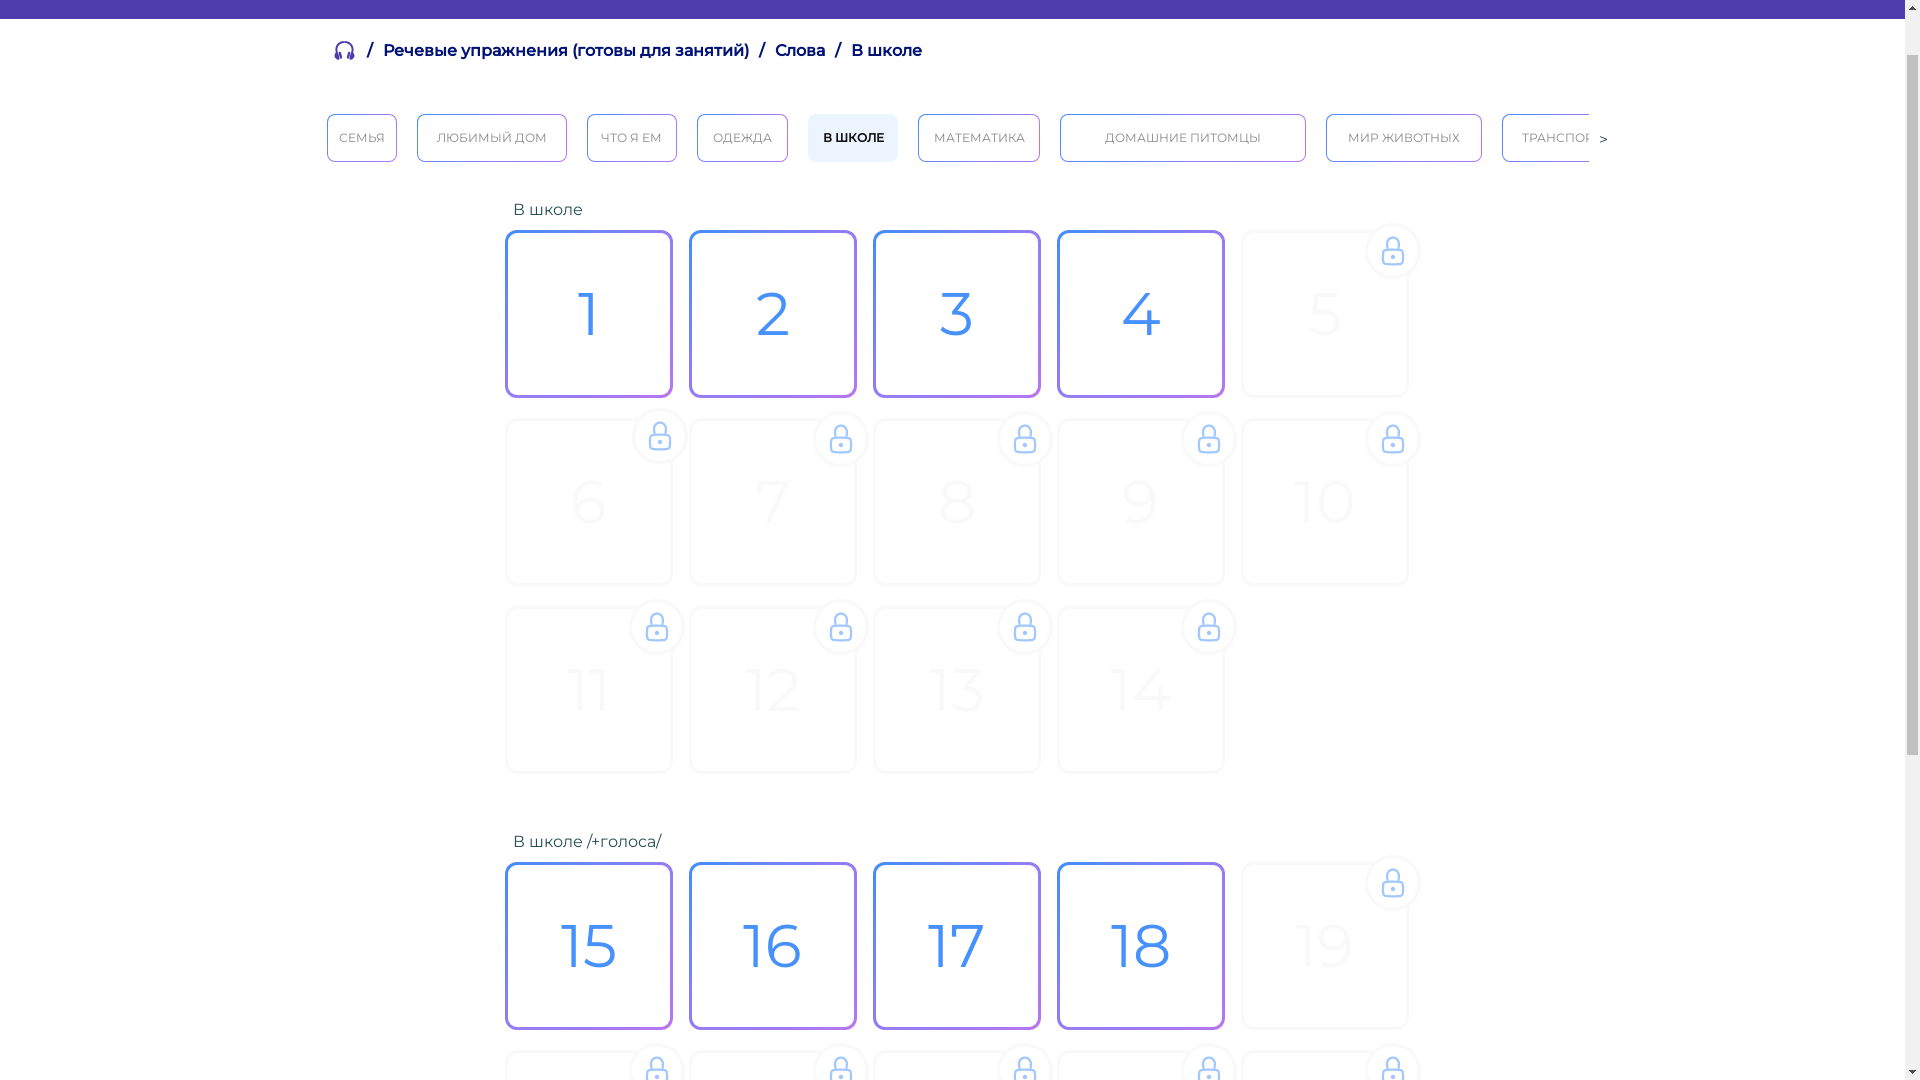 / Речевые упражнения (готовы для занятий) / Слова / В школе
СЕМЬЯ ЛЮБИМЫЙ ДОМ ЧТО Я ЕМ ОДЕЖДА В ШКОЛЕ МАТЕМАТИКА ДОМАШНИЕ ПИТОМЦЫ МИР ЖИВОТНЫХ ТРАНСПОР >
В школе
1 2 3 4 5
6 7 8 9 10
11 12 13 14
В школе /+голоса/
15 16 17 18 19